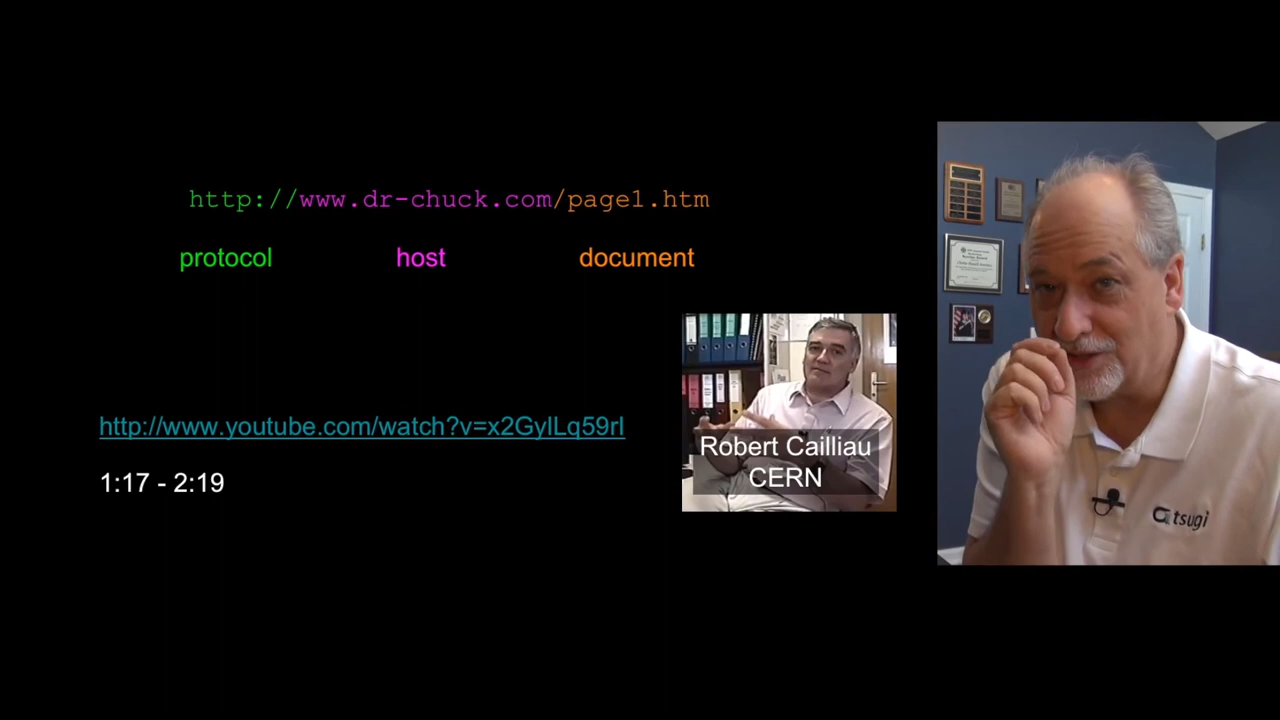 http://www.dr-chuck.com/page1.htm
protocol host document
http://www.youtube.com/watch?v=x2GylLq59rI
1:17 - 2:19
Robert Cailliau
CERN
tsugi